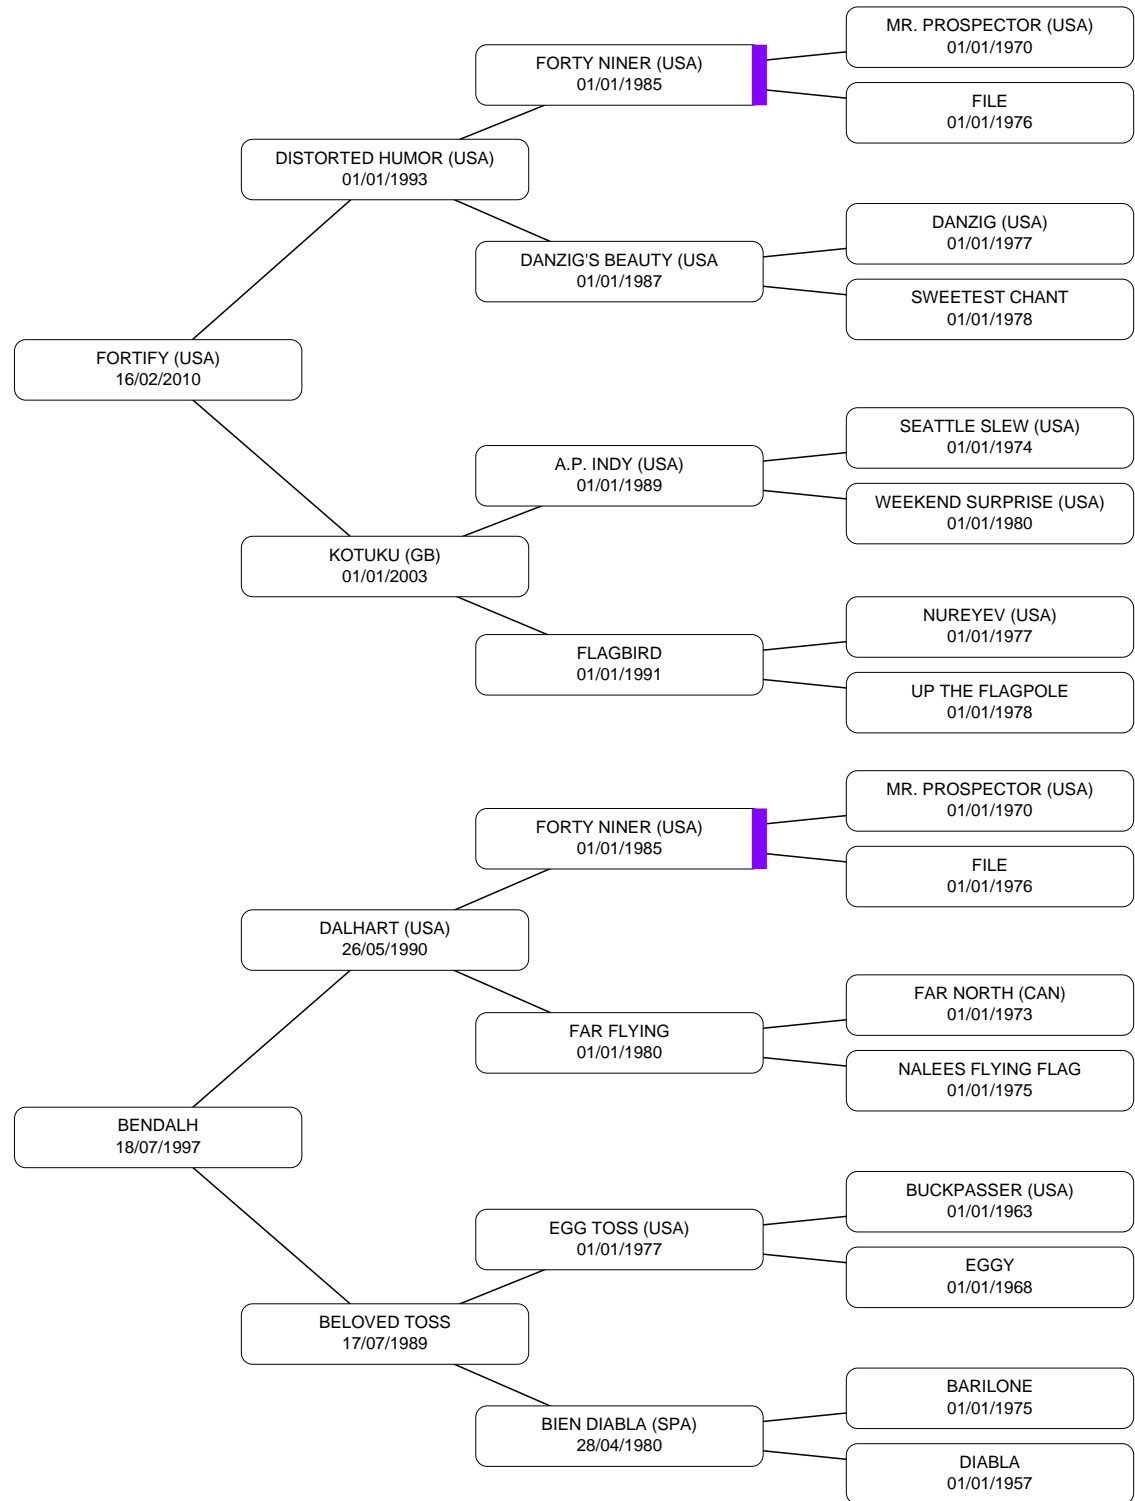 MR. PROSPECTOR (USA)
01/01/1970
FORTY NINER (USA)
01/01/1985
FILE
01/01/1976
DISTORTED HUMOR (USA)
01/01/1993
DANZIG (USA)
01/01/1977
DANZIG'S BEAUTY (USA
01/01/1987
SWEETEST CHANT
01/01/1978
FORTIFY (USA)
16/02/2010
SEATTLE SLEW (USA)
01/01/1974
A.P. INDY (USA)
01/01/1989
WEEKEND SURPRISE (USA)
01/01/1980
KOTUKU (GB)
01/01/2003
NUREYEV (USA)
01/01/1977
FLAGBIRD
01/01/1991
UP THE FLAGPOLE
01/01/1978
MR. PROSPECTOR (USA)
01/01/1970
FORTY NINER (USA)
01/01/1985
FILE
01/01/1976
DALHART (USA)
26/05/1990
FAR NORTH (CAN)
01/01/1973
FAR FLYING
01/01/1980
NALEES FLYING FLAG
01/01/1975
BENDALH
18/07/1997
BUCKPASSER (USA)
01/01/1963
EGG TOSS (USA)
01/01/1977
EGGY
01/01/1968
BELOVED TOSS
17/07/1989
BARILONE
01/01/1975
BIEN DIABLA (SPA)
28/04/1980
DIABLA
01/01/1957